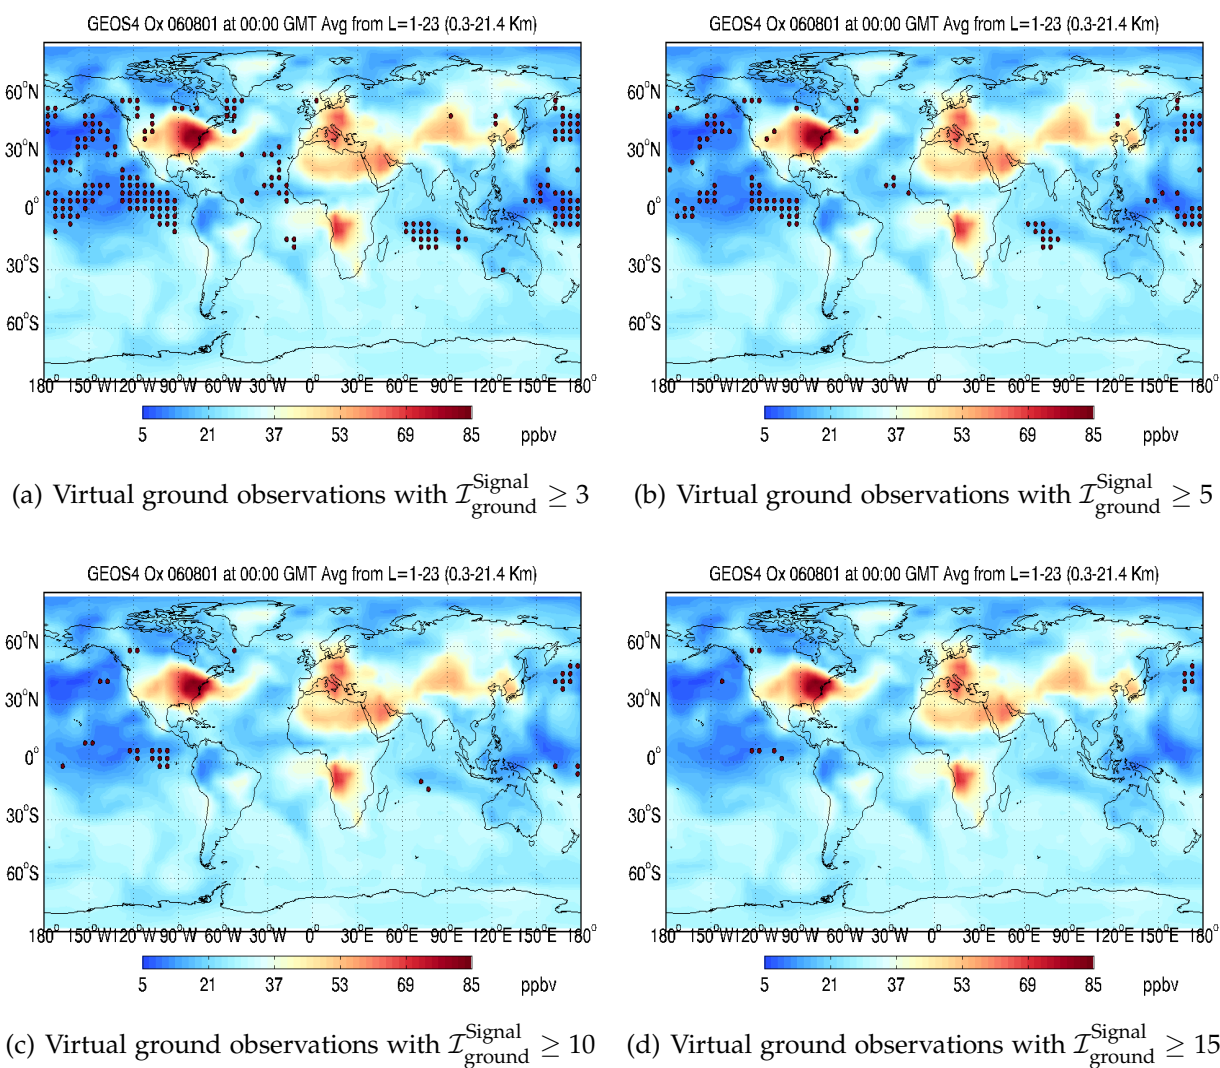 GEOS4 Ox 060801 at 00:00 GMT Avg from L=1-23 (0.3-21.4 Km)
60°N
30°N
0°
30°S
60°S
180° 150°W 120°W 90°W 60°W 30°W 0° 30°E 60°E 90°E 120°E 150°E 180°
5 21 37 53 69 85 ppbv
(a) Virtual ground observations with I^Signal_ground ≥ 3
GEOS4 Ox 060801 at 00:00 GMT Avg from L=1-23 (0.3-21.4 Km)
60°N
30°N
0°
30°S
60°S
180° 150°W 120°W 90°W 60°W 30°W 0° 30°E 60°E 90°E 120°E 150°E 180°
5 21 37 53 69 85 ppbv
(b) Virtual ground observations with I^Signal_ground ≥ 5
GEOS4 Ox 060801 at 00:00 GMT Avg from L=1-23 (0.3-21.4 Km)
60°N
30°N
0°
30°S
60°S
180° 150°W 120°W 90°W 60°W 30°W 0° 30°E 60°E 90°E 120°E 150°E 180°
5 21 37 53 69 85 ppbv
(c) Virtual ground observations with I^Signal_ground ≥ 10
GEOS4 Ox 060801 at 00:00 GMT Avg from L=1-23 (0.3-21.4 Km)
60°N
30°N
0°
30°S
60°S
180° 150°W 120°W 90°W 60°W 30°W 0° 30°E 60°E 90°E 120°E 150°E 180°
5 21 37 53 69 85 ppbv
(d) Virtual ground observations with I^Signal_ground ≥ 15